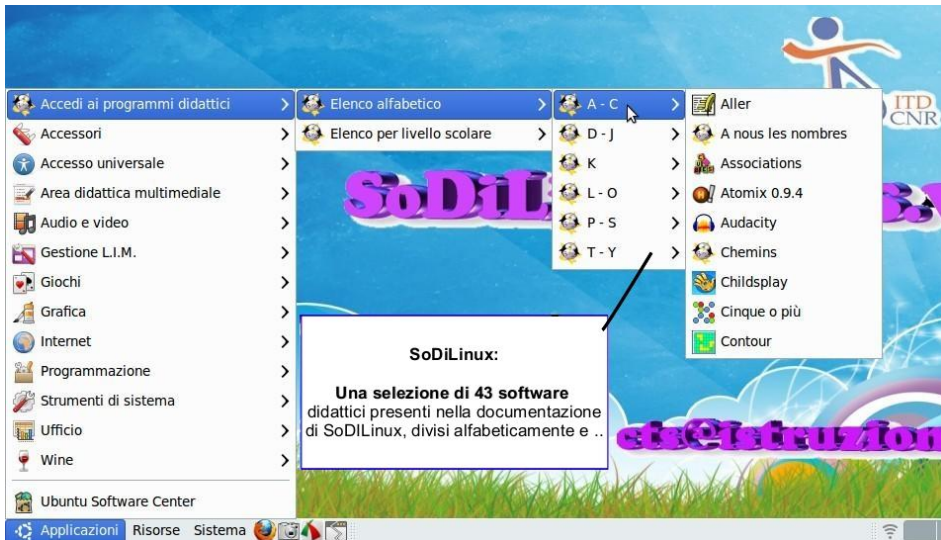 Accedi ai programmi didattici
Accessori
Accesso universale
Area didattica multimediale
Audio e video
Gestione L.I.M.
Giochi
Grafica
Internet
Programmazione
Strumenti di sistema
Ufficio
Wine
Ubuntu Software Center
Elenco alfabetico
Elenco per livello scolare
A - C
D - J
K
L - O
P - S
T - Y
Aller
A nous les nombres
Associations
Atomix 0.9.4
Audacity
Chemins
Childsplay
Cinque o più
Contour
ITD
CNR
SoDiLinux:
Una selezione di 43 software
didattici presenti nella documentazione
di SoDILinux, divisi alfabeticamente e ..
cts@istruzion
Applicazioni Risorse Sistema